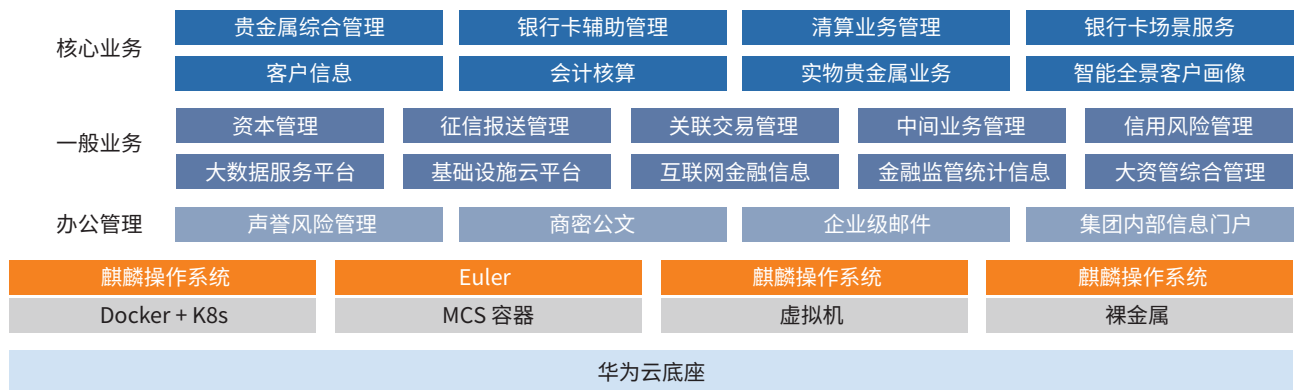 核心业务
贵金属综合管理 银行卡辅助管理 清算业务管理 银行卡场景服务
客户信息 会计核算 实物贵金属业务 智能全景客户画像
一般业务
资本管理 征信报送管理 关联交易管理 中间业务管理 信用风险管理
大数据服务平台 基础设施云平台 互联网金融信息 金融监管统计信息 大资管综合管理
办公管理 声誉风险管理 商密公文 企业级邮件 集团内部信息门户
麒麟操作系统 Euler 麒麟操作系统 麒麟操作系统
Docker + K8s MCS 容器 虚拟机 裸金属
华为云底座